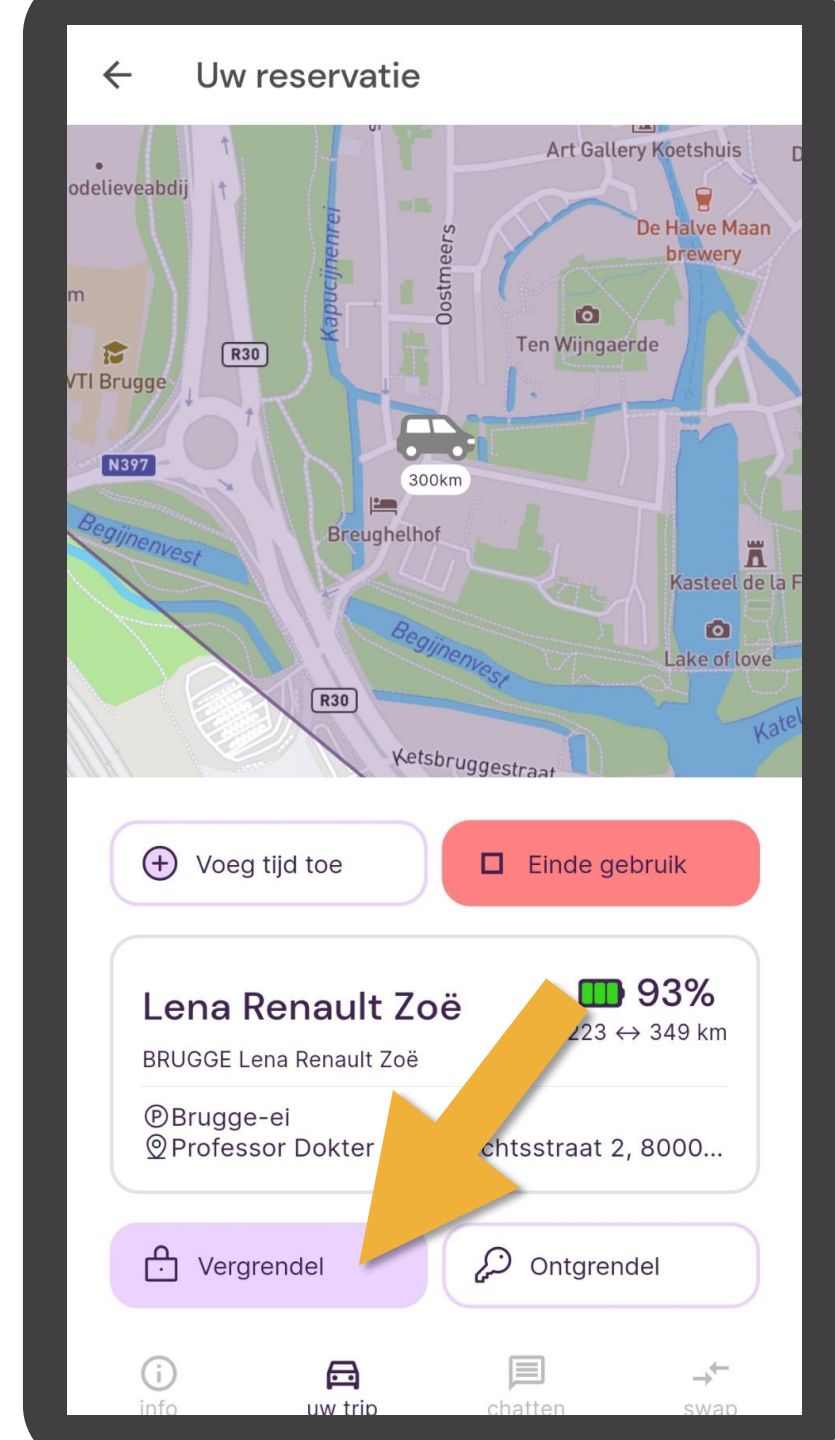 Uw reservatie
Art Gallery Koetshuis
odelieveabdij
De Halve Maan
brewery
Kapucijnenrei
Oostmeers
m
Ten Wijngaerde
R30
VTI Brugge
N397
300km
Begijnenvest
Breughelhof
Kasteel de la F
Begijnenvest
Lake of love
R30
Katel
Ketsbruggestraat
Voeg tijd toe
Einde gebruik
Lena Renault Zoë
93%
223 ↔ 349 km
BRUGGE Lena Renault Zoë
Brugge-ei
Professor Dokter chtsstraat 2, 8000...
Vergrendel
Ontgrendel
info
uw trip
chatten
swap